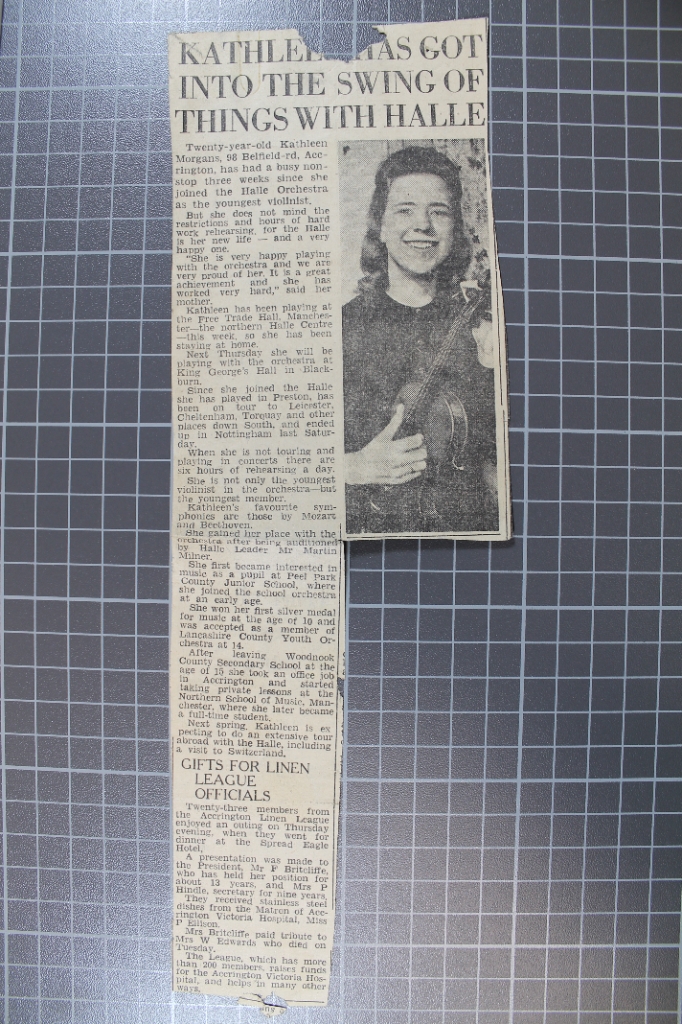 KATHLEE HAS GOT
INTO THE SWING OF
THINGS WITH HALLE
Twenty-year-old Kathleen
Morgans, 98 Belfield-rd, Acc-
rington, has had a busy non-
stop three weeks since she
joined the Halle Orchestra
as the youngest violinist.
But she does not mind the
restrictions and hours of hard
work rehearsing, for the Halle
is her new life — and a very
happy one.
"She is very happy playing
with the orchestra and we are
very proud of her. It is a great
achievement and she has
worked very hard," said her
mother.
Kathleen has been playing at
the Free Trade Hall, Manches-
ter—the northern Halle Centre
—this week, so she has been
staying at home.
Next Thursday she will be
playing with the orchestra at
King George's Hall in Black-
burn.
Since she joined the Halle
she has played in Preston, has
been on tour to Leicester,
Cheltenham, Torquay and other
places down South, and ended
up in Nottingham last Satur-
day.
When she is not touring and
playing in concerts there are
six hours of rehearsing a day.
She is not only the youngest
violinist in the orchestra—but
the youngest member.
Kathleen's favourite sym-
phonies are those by Mozart
and Beethoven.
She gained her place with the
orchestra after being auditioned
by Halle Leader Mr Martin
Milner.
She first became interested in
music as a pupil at Peel Park
County Junior School, where
she joined the school orchestra
at an early age.
She won her first silver medal
for music at the age of 10 and
was accepted as a member of
Lancashire County Youth Or-
chestra at 14.
After leaving Woodnook
County Secondary School at the
age of 15 she took an office job
in Accrington and started
taking private lessons at the
Northern School of Music, Man-
chester, where she later became
a full-time student.
Next spring, Kathleen is ex
pecting to do an extensive tour
abroad with the Halle, including
a visit to Switzerland.
GIFTS FOR LINEN
LEAGUE
OFFICIALS
Twenty-three members from
the Accrington Linen League
enjoyed an outing on Thursday
evening, when they went for
dinner at the Spread Eagle
Hotel.
A presentation was made to
the President, Mr F Britcliffe,
who has held her position for
about 13 years, and Mrs P
Hindle, secretary for nine years.
They received stainless steel
dishes from the Matron of Acc-
rington Victoria Hospital, Miss
P Ellison.
Mrs Britcliffe paid tribute to
Mrs W Edwards who died on
Tuesday.
The League, which has more
than 200 members, raises funds
for the Accrington Victoria Hos-
pital, and helps in many other
ways.